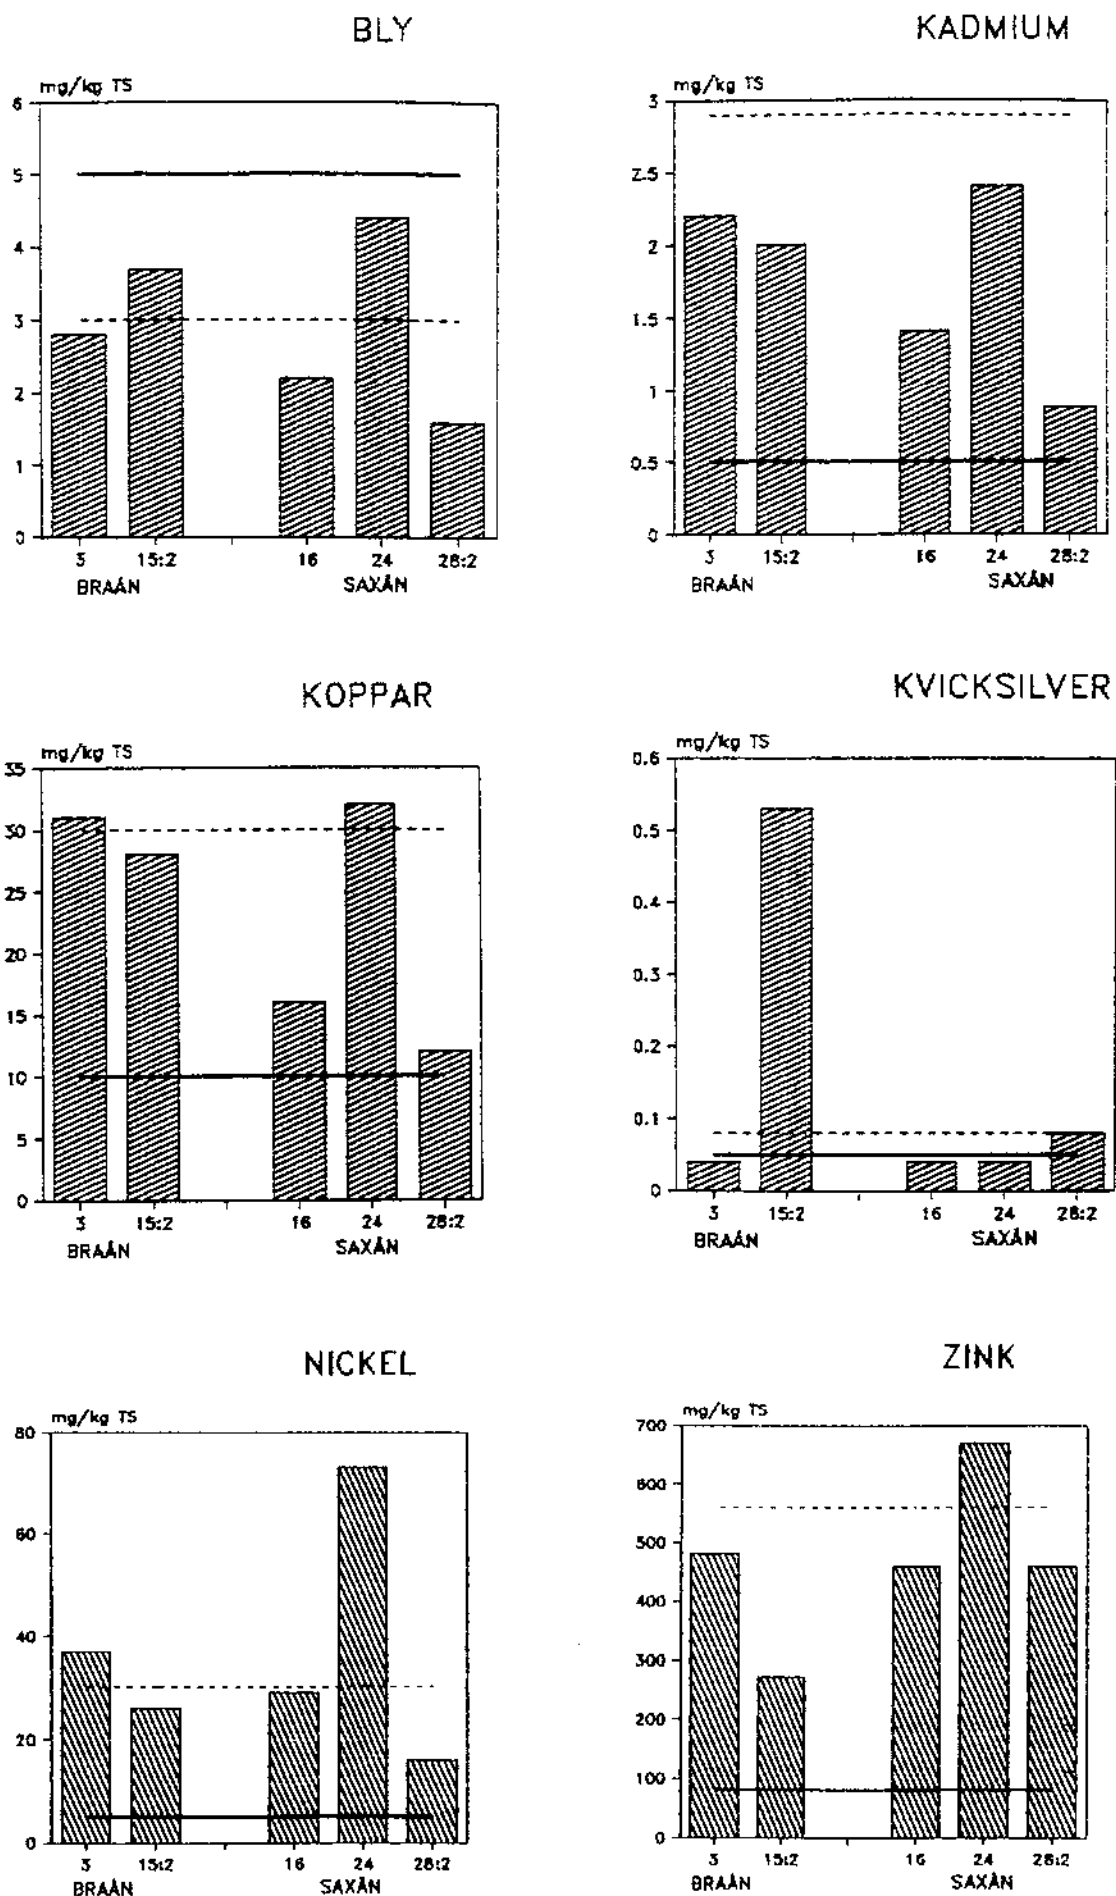 BLY
mg/kg TS
6
5
4
3
2
1
0
3 15:2 16 24 28:2
BRAÅN SAXÅN
KADMIUM
mg/kg TS
3
2.5
2
1.5
1
0.5
0
3 15:2 16 24 28:2
BRAÅN SAXÅN
KOPPAR
mg/kg TS
35
30
25
20
15
10
5
0
3 15:2 16 24 28:2
BRAÅN SAXÅN
KVICKSILVER
mg/kg TS
0.6
0.5
0.4
0.3
0.2
0.1
0
3 15:2 16 24 28:2
BRAÅN SAXÅN
NICKEL
mg/kg TS
80
60
40
20
0
3 15:2 16 24 28:2
BRAÅN SAXÅN
ZINK
mg/kg TS
700
600
500
400
300
200
100
0
3 15:2 16 24 28:2
BRAÅN SAXÅN